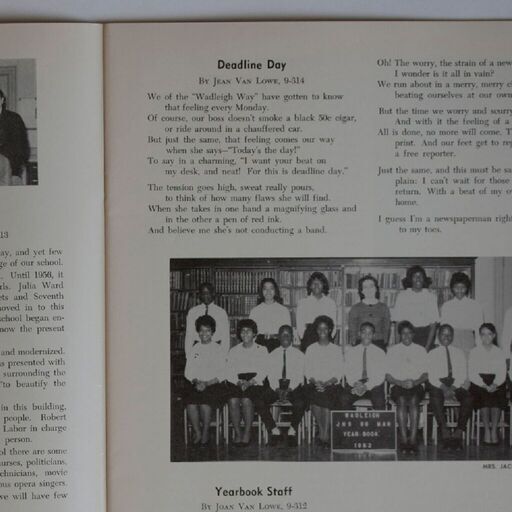 13
ay, and yet few
ge of our school.
. Until 1956, it
rls. Julia Ward
ets and Seventh
moved in to this
school began en-
now the present
and modernized.
s presented with
surrounding the
"to beautify the
in this building,
people. Robert
Labor in charge
person.
ol there are some
urses, politicians.
chnicians, movie
ous opera singers.
we will have few
Deadline Day
By Jean Van Lowe, 9-314
We of the "Wadleigh Way" have gotten to know
that feeling every Monday.
Of course, our boss doesn't smoke a black 50c cigar,
or ride around in a chauffered car.
But just the same, that feeling comes our way
when she says—"Today's the day!"
To say in a charming, "I want your beat on
my desk, and neat! For this is deadline day."
The tension goes high, sweat really pours,
to think of how many flaws she will find.
When she takes in one hand a magnifying glass and
in the other a pen of red ink.
And believe me she's not conducting a band.
Oh! The worry, the strain of a new
I wonder is it all in vain?
We run about in a merry, merry ch
beating ourselves at our own
But the time we worry and scurry
And with it the feeling of a
All is done, no more will come. T
print. And our feet get to rep
a free reporter.
Just the same, and this must be sa
plain: I can't wait for those
return. With a beat of my o
home.
I guess I'm a newspaperman right
to my toes.
WADLEIGH
JHS 88 MAN
YEAR-BOOK
1962
MRS. JAC
Yearbook Staff
By Joan Van Lowe, 9-312